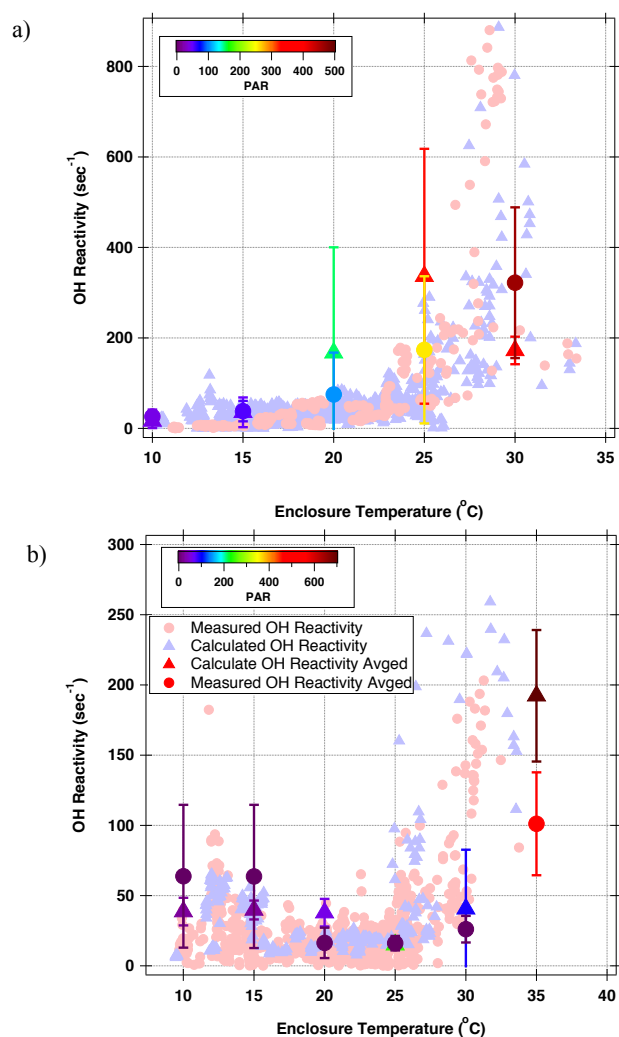 a)
0 100 200 300 400 500
PAR
800
600
400
200
0
OH Reactivity (sec-1)
10 15 20 25 30 35
Enclosure Temperature (oC)
b)
0 200 400 600
PAR
Measured OH Reactivity
Calculated OH Reactivity
Calculate OH Reactivity Avged
Measured OH Reactivity Avged
300
250
200
150
100
50
0
OH Reactivity (sec-1)
10 15 20 25 30 35 40
Enclosure Temperature (oC)